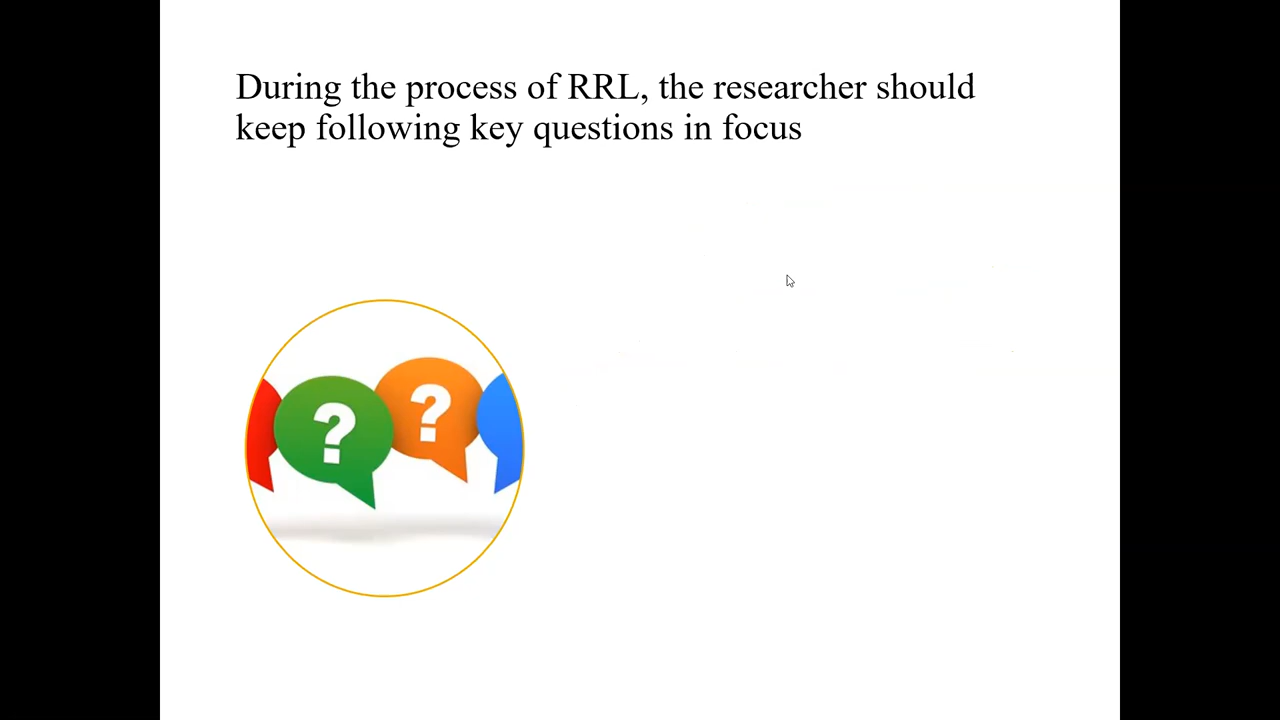 During the process of RRL, the researcher should
keep following key questions in focus
? ?